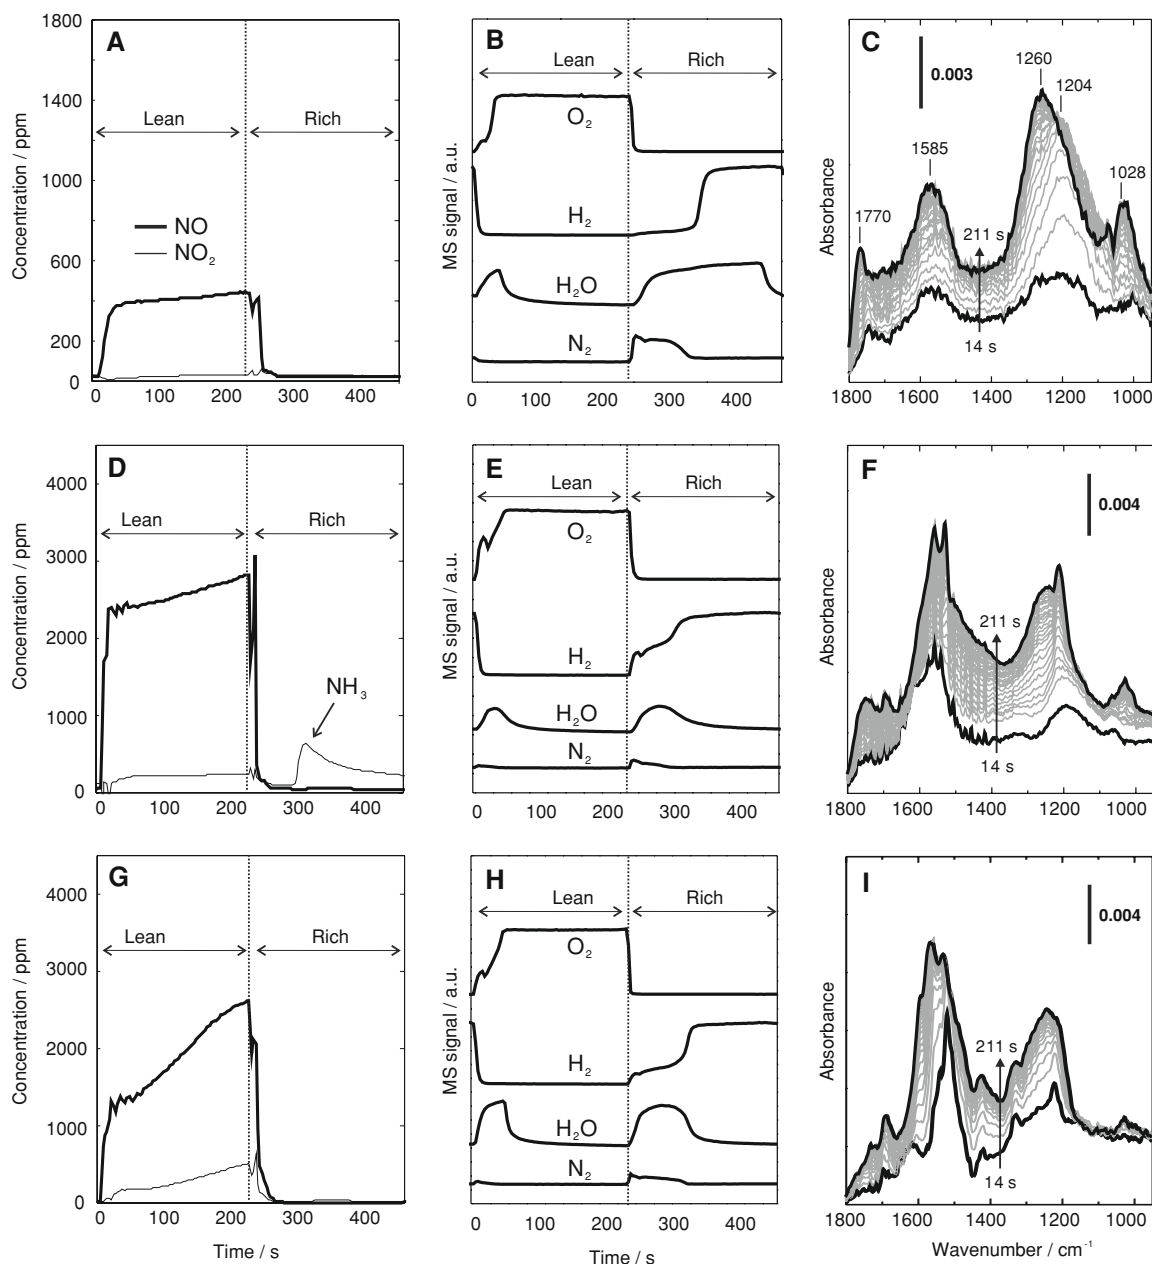 A
1800
1400
1000
600
400
200
0
Concentration / ppm
Lean
Rich
NO
NO2
0 100 200 300 400
B
Lean
Rich
O2
H2
H2O
N2
MS signal / a.u.
0 100 200 300 400
C
0.003
1260
1204
1585
1028
1770
211 s
14 s
Absorbance
1800 1600 1400 1200 1000
D
4000
3000
2000
1000
0
Concentration / ppm
Lean
Rich
NH3
0 100 200 300 400
E
Lean
Rich
O2
H2
H2O
N2
MS signal / a.u.
0 100 200 300 400
F
0.004
211 s
14 s
Absorbance
1800 1600 1400 1200 1000
G
4000
3000
2000
1000
0
Concentration / ppm
Lean
Rich
0 100 200 300 400
Time / s
H
Lean
Rich
O2
H2
H2O
N2
MS signal / a.u.
0 100 200 300 400
Time / s
I
0.004
211 s
14 s
Absorbance
1800 1600 1400 1200 1000
Wavenumber / cm-1